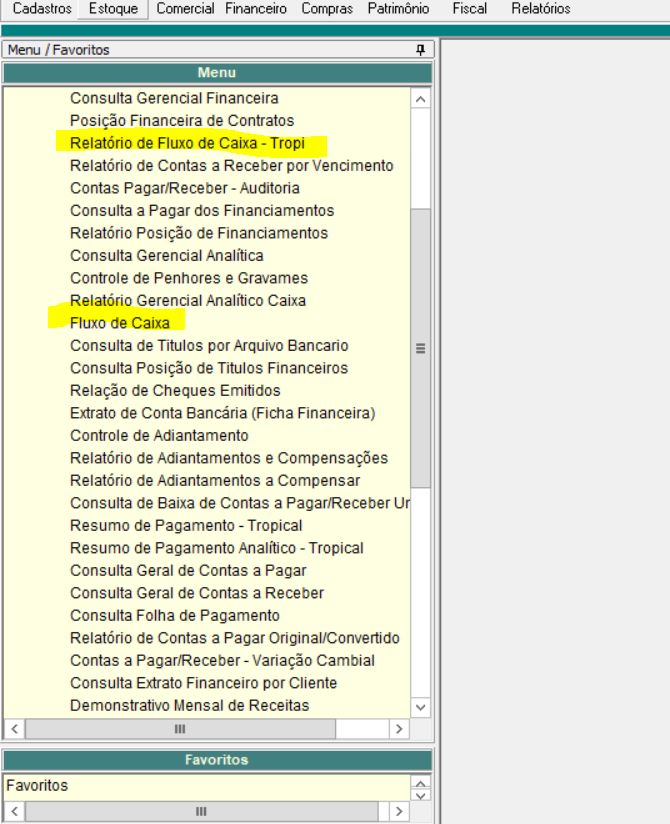 Cadastros Estoque Comercial Financeiro Compras Patrimônio Fiscal Relatórios
Menu / Favoritos
Menu
Consulta Gerencial Financeira
Posição Financeira de Contratos
Relatório de Fluxo de Caixa - Tropi
Relatório de Contas a Receber por Vencimento
Contas Pagar/Receber - Auditoria
Consulta a Pagar dos Financiamentos
Relatório Posição de Financiamentos
Consulta Gerencial Analítica
Controle de Penhores e Gravames
Relatório Gerencial Analítico Caixa
Fluxo de Caixa
Consulta de Titulos por Arquivo Bancario
Consulta Posição de Titulos Financeiros
Relação de Cheques Emitidos
Extrato de Conta Bancária (Ficha Financeira)
Controle de Adiantamento
Relatório de Adiantamentos e Compensações
Relatório de Adiantamentos a Compensar
Consulta de Baixa de Contas a Pagar/Receber Ur
Resumo de Pagamento - Tropical
Resumo de Pagamento Analítico - Tropical
Consulta Geral de Contas a Pagar
Consulta Geral de Contas a Receber
Consulta Folha de Pagamento
Relatório de Contas a Pagar Original/Convertido
Contas a Pagar/Receber - Variação Cambial
Consulta Extrato Financeiro por Cliente
Demonstrativo Mensal de Receitas
Favoritos
Favoritos